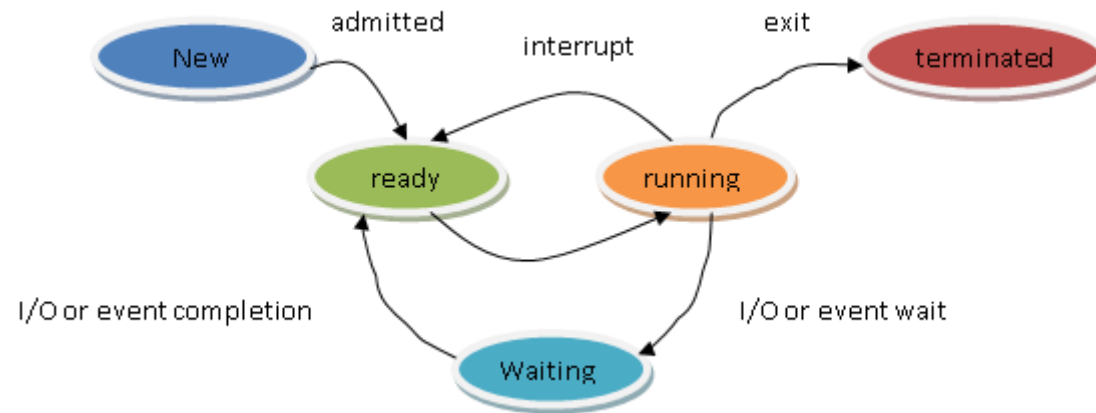 admitted
exit
interrupt
New
terminated
ready
running
I/O or event completion
I/O or event wait
Waiting